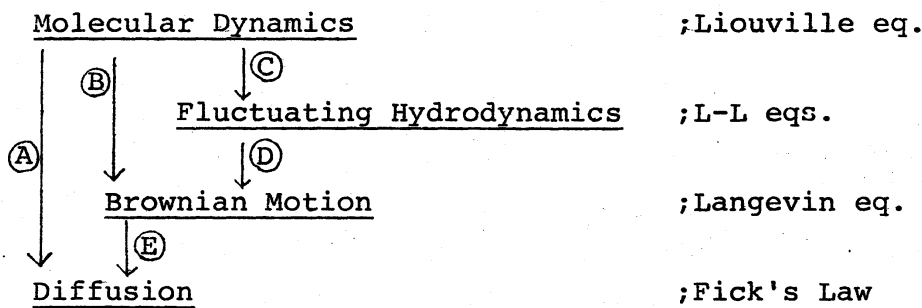 Molecular Dynamics ;Liouville eq.
Ⓑ Ⓒ
Fluctuating Hydrodynamics ;L-L eqs.
Ⓐ Ⓓ
Brownian Motion ;Langevin eq.
Ⓔ
Diffusion ;Fick's Law